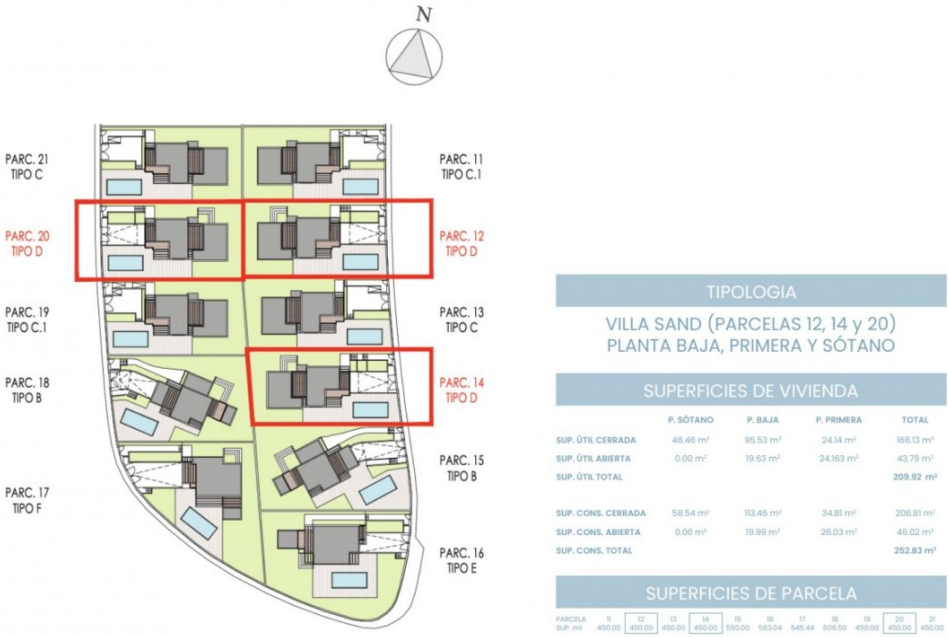 N
PARC. 21
TIPO C
PARC. 11
TIPO C.1
PARC. 20
TIPO D
PARC. 12
TIPO D
PARC. 19
TIPO C.1
PARC. 13
TIPO C
PARC. 18
TIPO B
PARC. 14
TIPO D
PARC. 15
TIPO B
PARC. 17
TIPO F
PARC. 16
TIPO E
TIPOLOGIA
VILLA SAND (PARCELAS 12, 14 y 20)
PLANTA BAJA, PRIMERA Y SÓTANO
SUPERFICIES DE VIVIENDA
P. SÓTANO P. BAJA P. PRIMERA TOTAL
SUP. ÚTIL CERRADA 46.46 m² 95.53 m² 24.14 m² 166.13 m²
SUP. ÚTIL ABIERTA 0.00 m² 19.63 m² 24.163 m² 43.79 m²
SUP. ÚTIL TOTAL 209.92 m²
SUP. CONS. CERRADA 58.54 m² 113.46 m² 34.81 m² 206.81 m²
SUP. CONS. ABIERTA 0.00 m² 19.99 m² 26.03 m² 46.02 m²
SUP. CONS. TOTAL 252.83 m²
SUPERFICIES DE PARCELA
PARCELA 11 12 13 14 15 16 17 18 19 20 21
SUP. m² 450.00 450.00 450.00 450.00 450.00 583.04 545.44 506.50 450.00 450.00 450.00